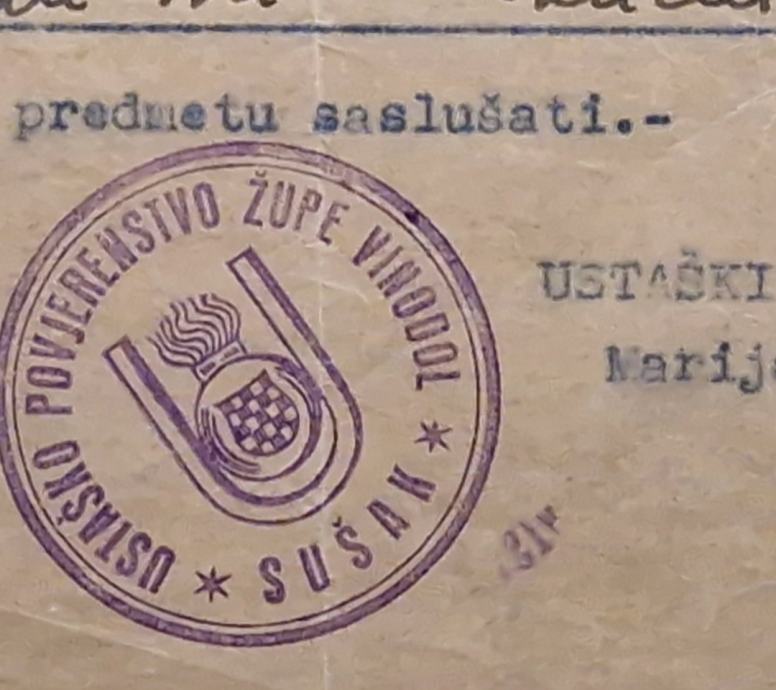 predmetu saslušati.-
USTAŠKO POVJERENSTVO ŽUPE VINODOL
* SUŠAK *
USTAŠKI
Marij